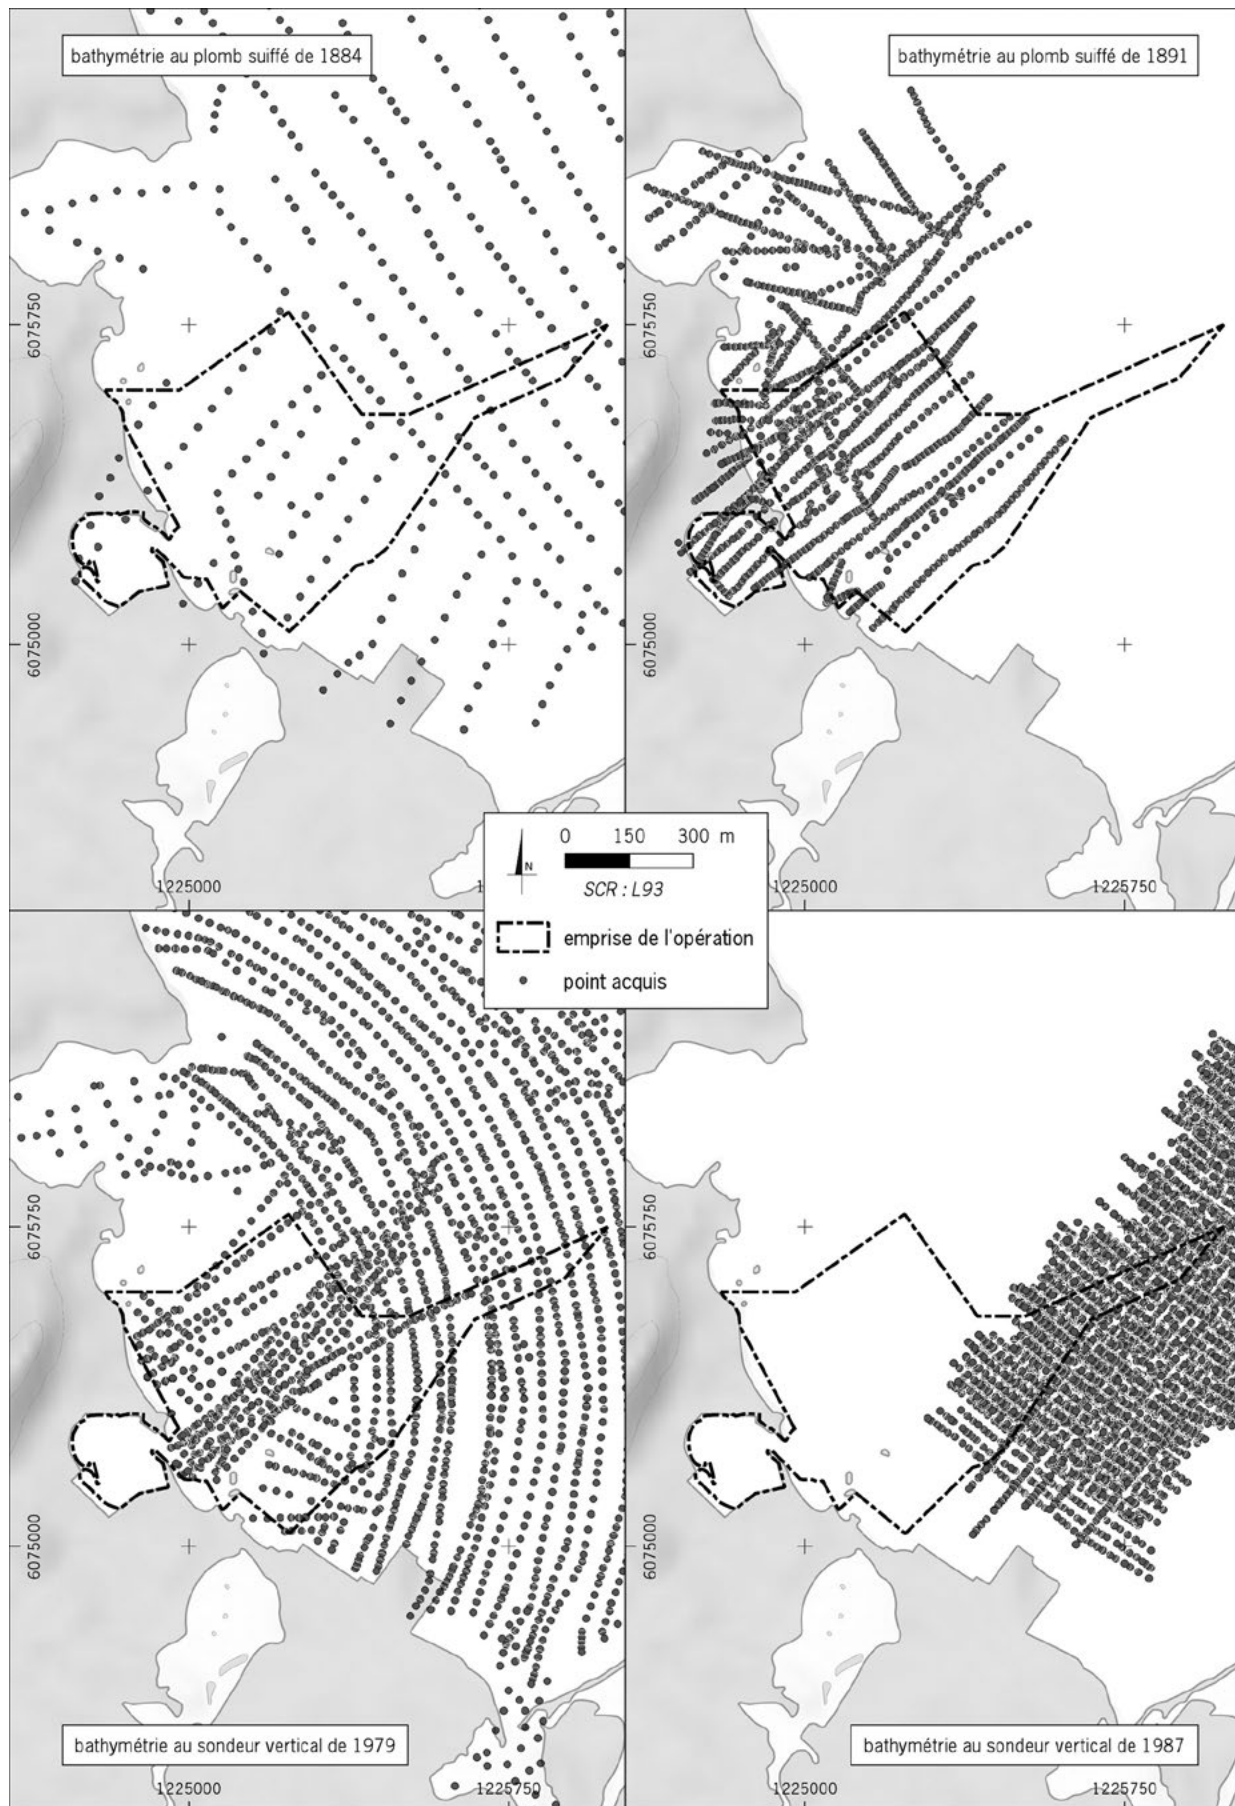 bathymétrie au plomb suiffé de 1884
bathymétrie au plomb suiffé de 1891
6075750
6075750
6075000
6075000
0 150 300 m
N
SCR : L93
1225000
1225000
1225750
emprise de l'opération
point acquis
6075750
6075750
6075000
6075000
bathymétrie au sondeur vertical de 1979
bathymétrie au sondeur vertical de 1987
1225000
1225750
1225000
1225750